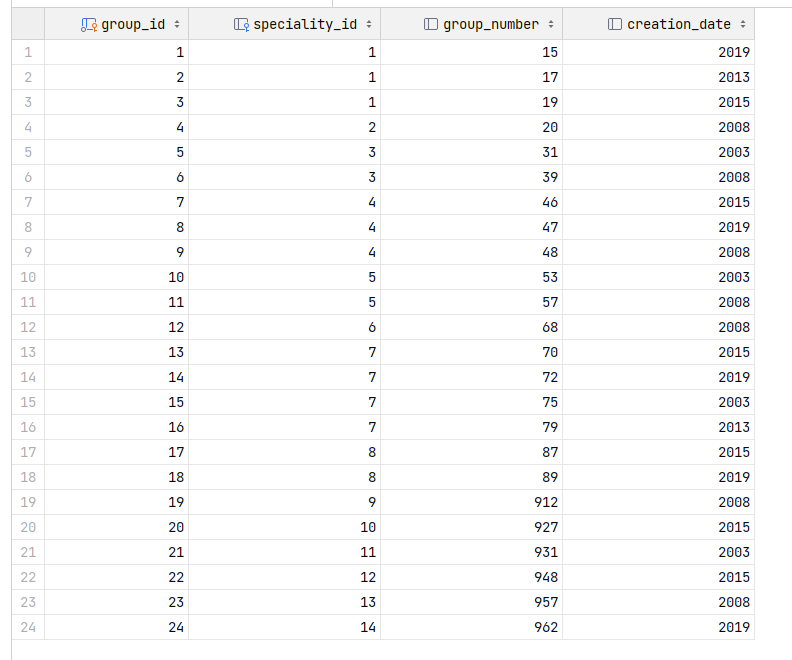 group_id speciality_id group_number creation_date
1 1 1 15 2019
2 2 1 17 2013
3 3 1 19 2015
4 4 2 20 2008
5 5 3 31 2003
6 6 3 39 2008
7 7 4 46 2015
8 8 4 47 2019
9 9 4 48 2008
10 10 5 53 2003
11 11 5 57 2008
12 12 6 68 2008
13 13 7 70 2015
14 14 7 72 2019
15 15 7 75 2003
16 16 7 79 2013
17 17 8 87 2015
18 18 8 89 2019
19 19 9 912 2008
20 20 10 927 2015
21 21 11 931 2003
22 22 12 948 2015
23 23 13 957 2008
24 24 14 962 2019